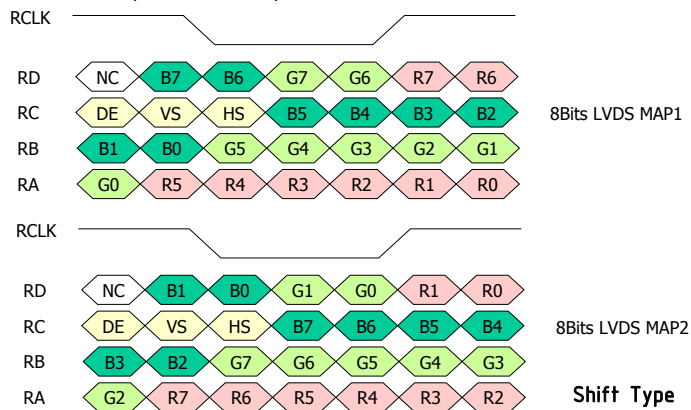 RCLK
RD NC B7 B6 G7 G6 R7 R6
RC DE VS HS B5 B4 B3 B2 8Bits LVDS MAP1
RB B1 B0 G5 G4 G3 G2 G1
RA G0 R5 R4 R3 R2 R1 R0
RCLK
RD NC B1 B0 G1 G0 R1 R0
RC DE VS HS B7 B6 B5 B4 8Bits LVDS MAP2
RB B3 B2 G7 G6 G5 G4 G3
RA G2 R7 R6 R5 R4 R3 R2 Shift Type